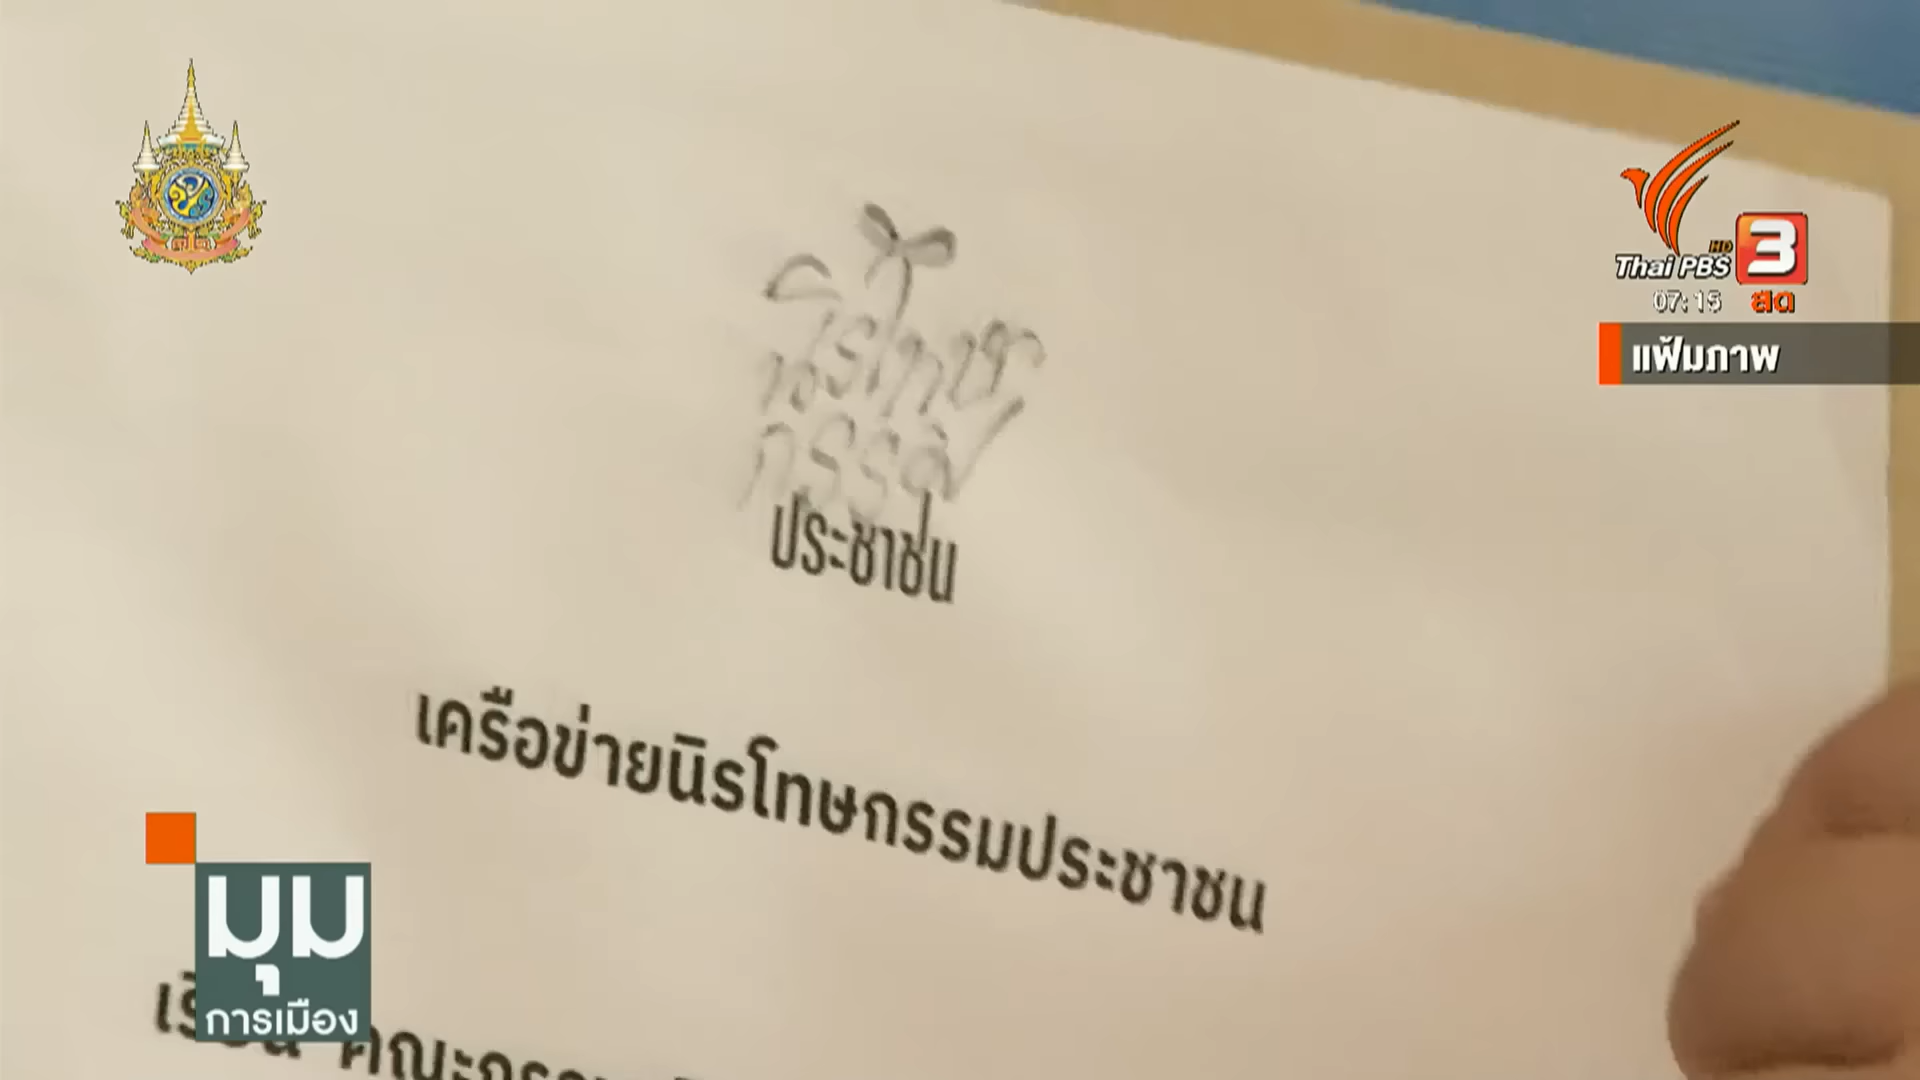 Thai PBS HD 3
07:15 สด
แฟ้มภาพ
นิรโทษ
กรรม
ประชาชน
เครือข่ายนิรโทษกรรมประชาชน
มุม
การเมือง